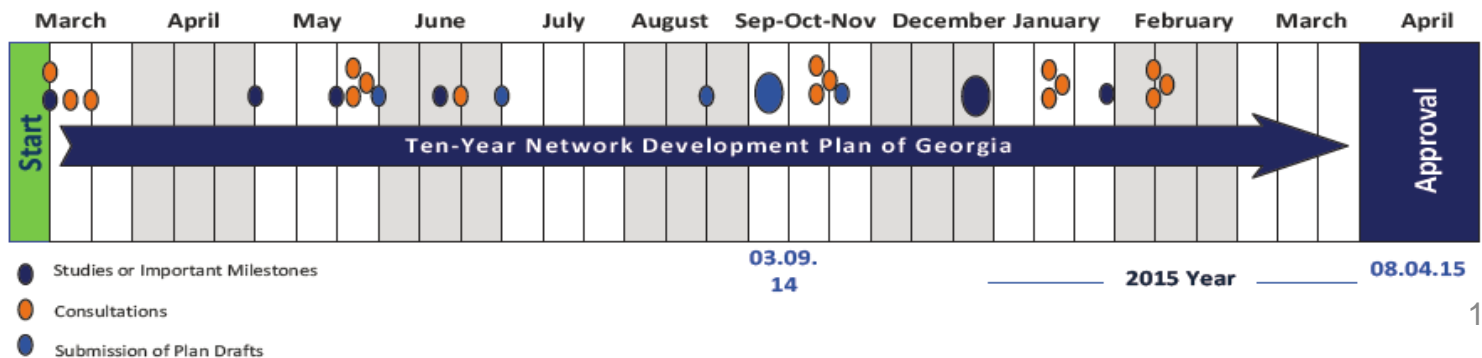 March April May June July August Sep-Oct-Nov December January February March April
Start
Ten-Year Network Development Plan of Georgia
Approval
03.09.
14
2015 Year
08.04.15
Studies or Important Milestones
Consultations
Submission of Plan Drafts
1